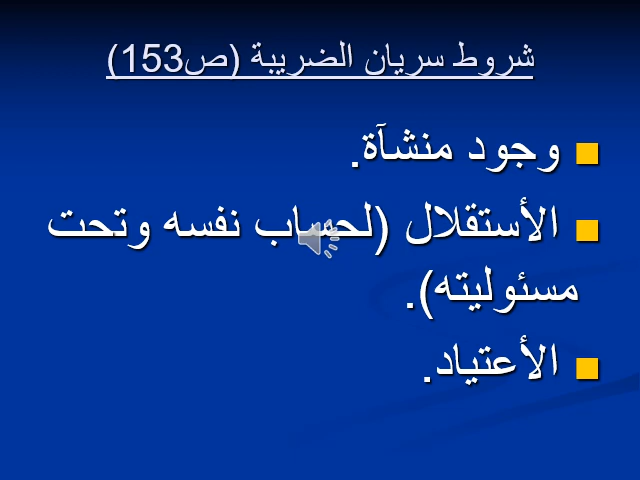 شروط سريان الضريبة (ص153)
وجود منشآة.
الأستقلال (لحساب نفسه وتحت
مسئوليته).
الأعتياد.